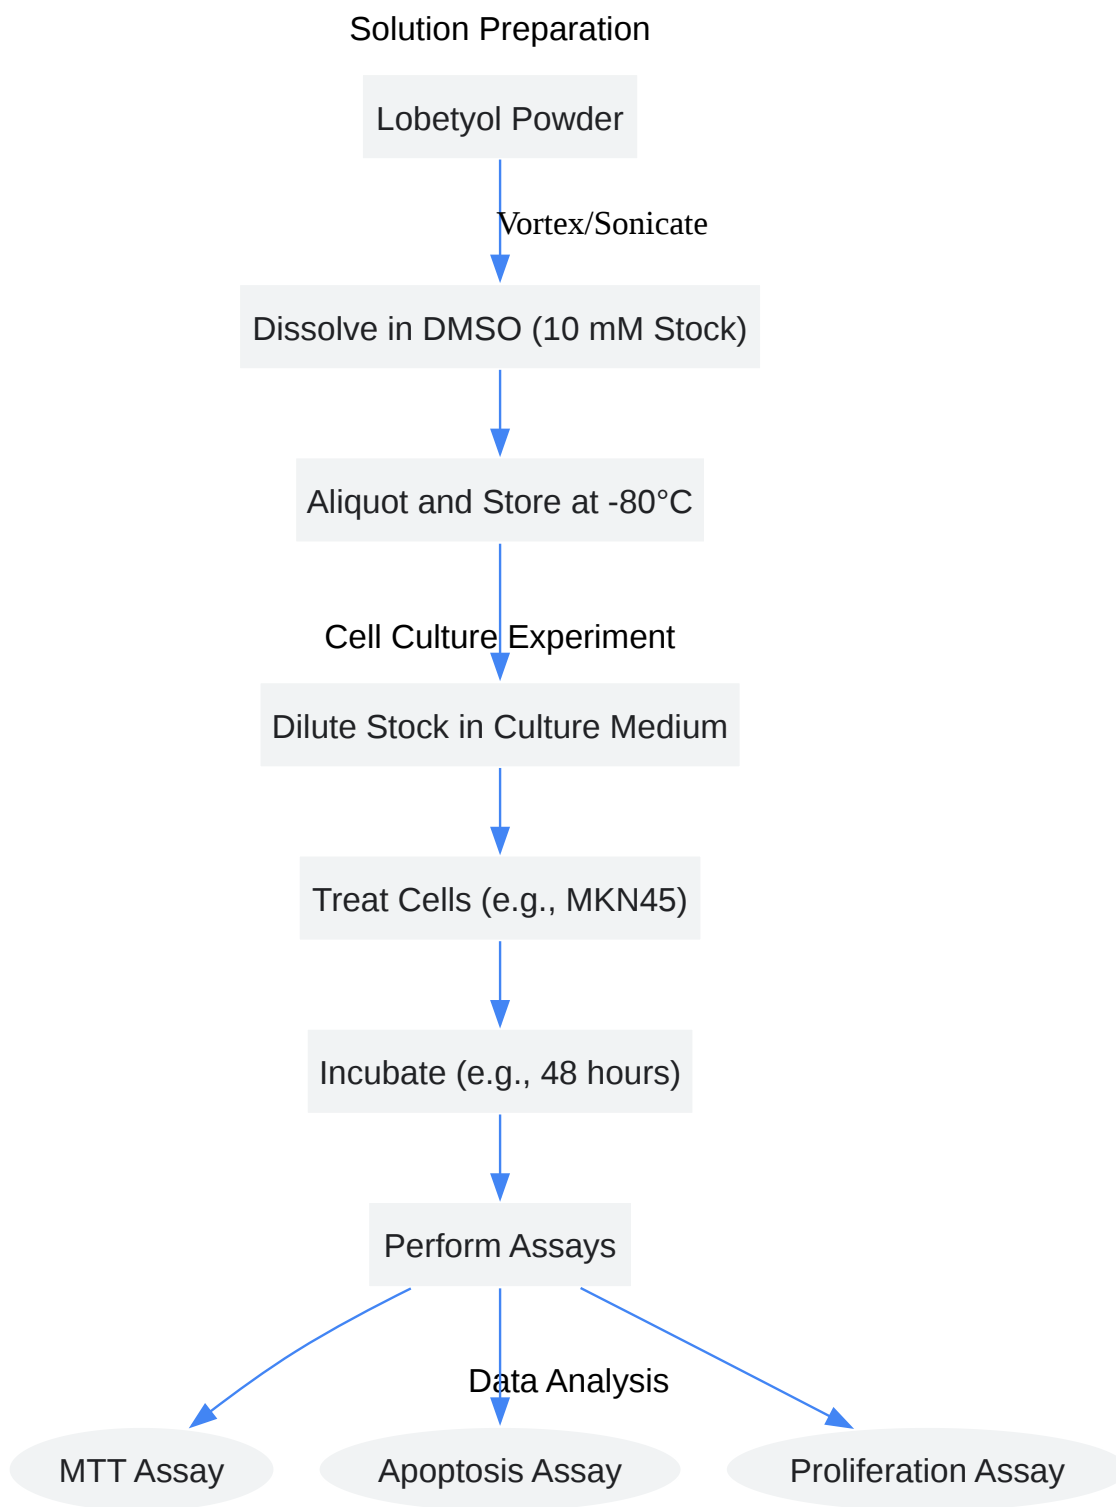 Solution Preparation
Lobetyol Powder
Vortex/Sonicate
Dissolve in DMSO (10 mM Stock)
Aliquot and Store at -80°C
Cell Culture Experiment
Dilute Stock in Culture Medium
Treat Cells (e.g., MKN45)
Incubate (e.g., 48 hours)
Perform Assays
Data Analysis
MTT Assay
Apoptosis Assay
Proliferation Assay